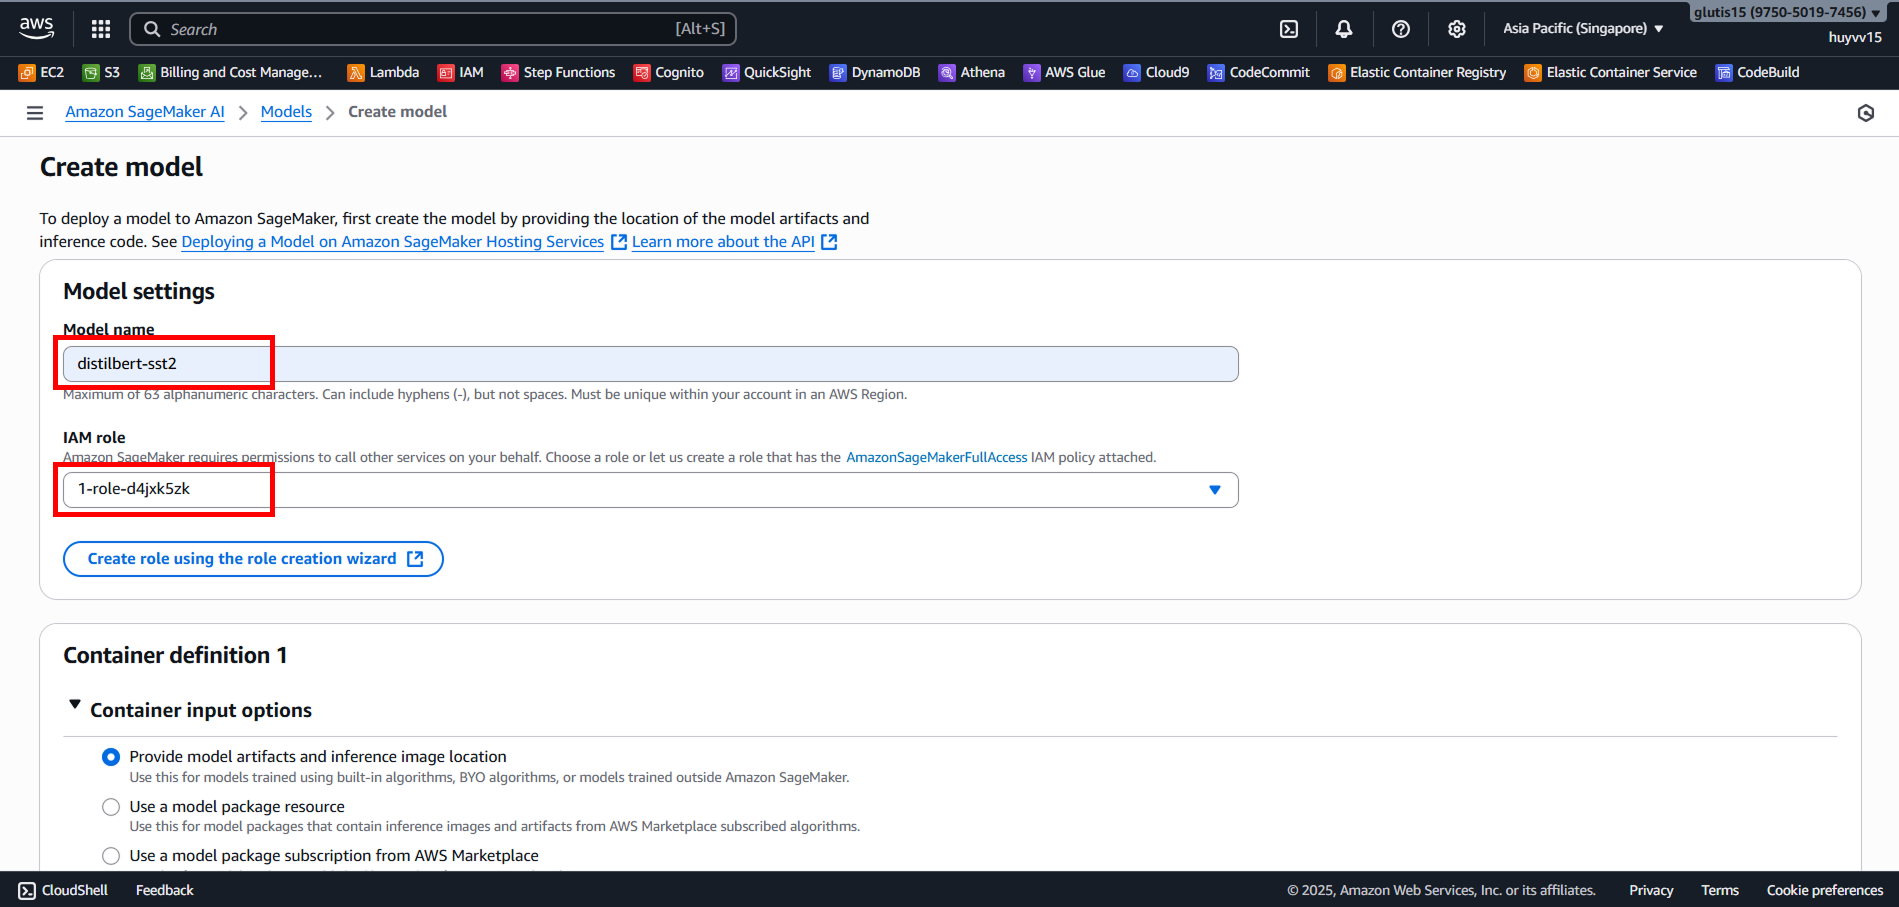 aws
Search [Alt+S]
Asia Pacific (Singapore) ▼
glutis15 (9750-5019-7456) ▼
huyvv15
EC2 S3 Billing and Cost Manage... Lambda IAM Step Functions Cognito QuickSight DynamoDB Athena AWS Glue Cloud9 CodeCommit Elastic Container Registry Elastic Container Service CodeBuild
Amazon SageMaker AI > Models > Create model
Create model
To deploy a model to Amazon SageMaker, first create the model by providing the location of the model artifacts and
inference code. See Deploying a Model on Amazon SageMaker Hosting Services Learn more about the API
Model settings
Model name
distilbert-sst2
Maximum of 63 alphanumeric characters. Can include hyphens (-), but not spaces. Must be unique within your account in an AWS Region.
IAM role
Amazon SageMaker requires permissions to call other services on your behalf. Choose a role or let us create a role that has the AmazonSageMakerFullAccess IAM policy attached.
1-role-d4jxk5zk
Create role using the role creation wizard
Container definition 1
Container input options
Provide model artifacts and inference image location
Use this for models trained using built-in algorithms, BYO algorithms, or models trained outside Amazon SageMaker.
Use a model package resource
Use this for model packages that contain inference images and artifacts from AWS Marketplace subscribed algorithms.
Use a model package subscription from AWS Marketplace
CloudShell Feedback © 2025, Amazon Web Services, Inc. or its affiliates. Privacy Terms Cookie preferences